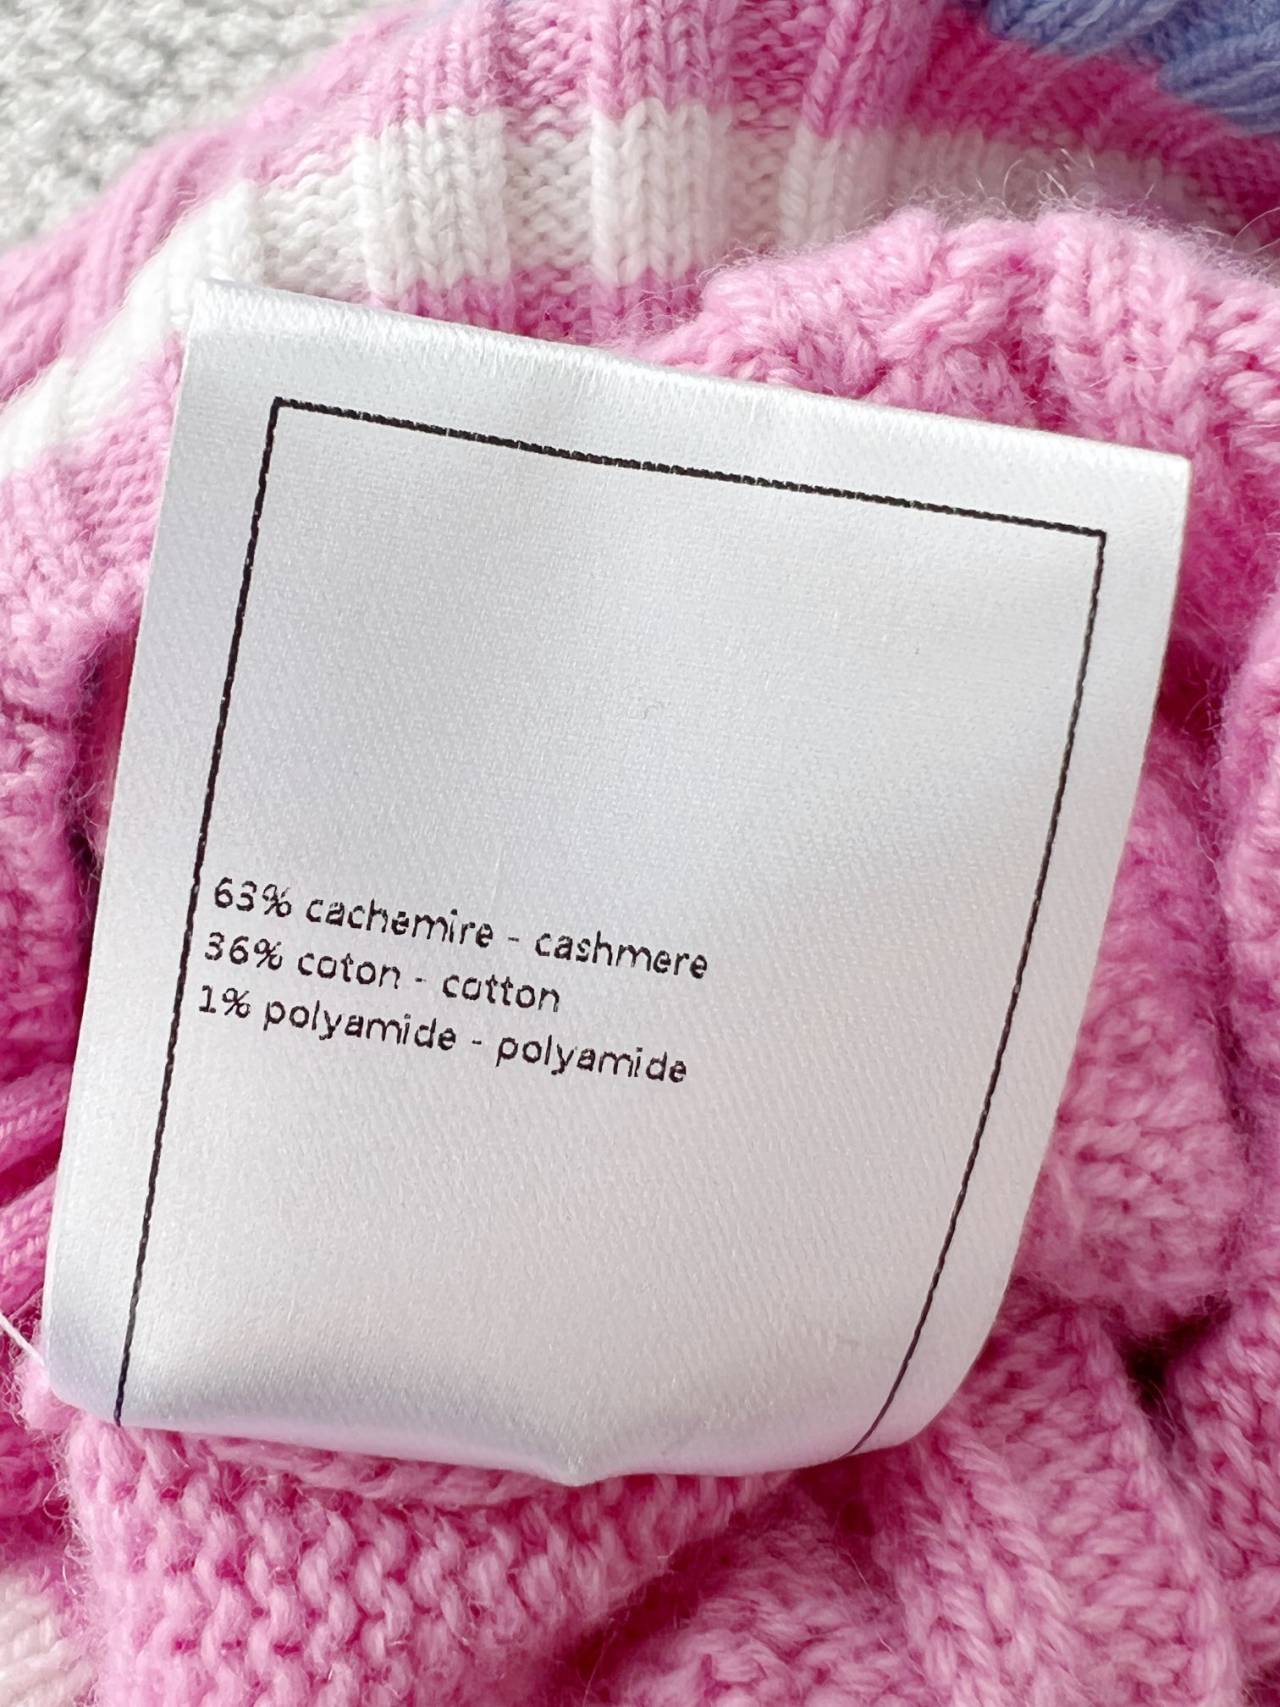 63% cachemire - cashmere
36% coton - cotton
1% polyamide - polyamide